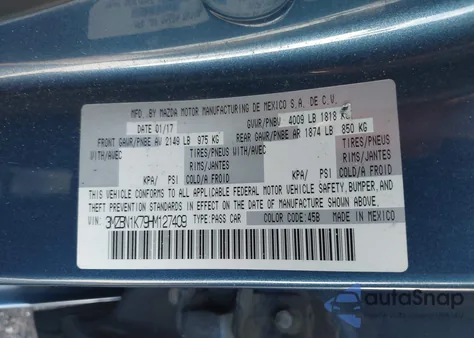 MFD. BY MAZDA MOTOR MANUFACTURING DE MEXICO S.A. DE C.V.
DATE 01/17 GVWR/PNBV 4009 LB 1818 KG
FRONT GAWR/PNBE AV 2149 LB 975 KG REAR GAWR/PNBE AR 1874 LB 850 KG
WITH/AVEC TIRES/PNEUS WITH/AVEC TIRES/PNEUS
RIMS/JANTES RIMS/JANTES
KPA/ PSI COLD/A FROID KPA/ PSI COLD/A FROID
THIS VEHICLE CONFORMS TO ALL APPLICABLE FEDERAL MOTOR VEHICLE SAFETY, BUMPER, AND
THEFT PREVENTION STANDARDS IN EFFECT ON THE DATE OF MANUFACTURE SHOWN ABOVE.
VIN: 3MZBN1K79HM127409 TYPE PASS CAR COLOR CODE:45B MADE IN MEXICO
autoSnap